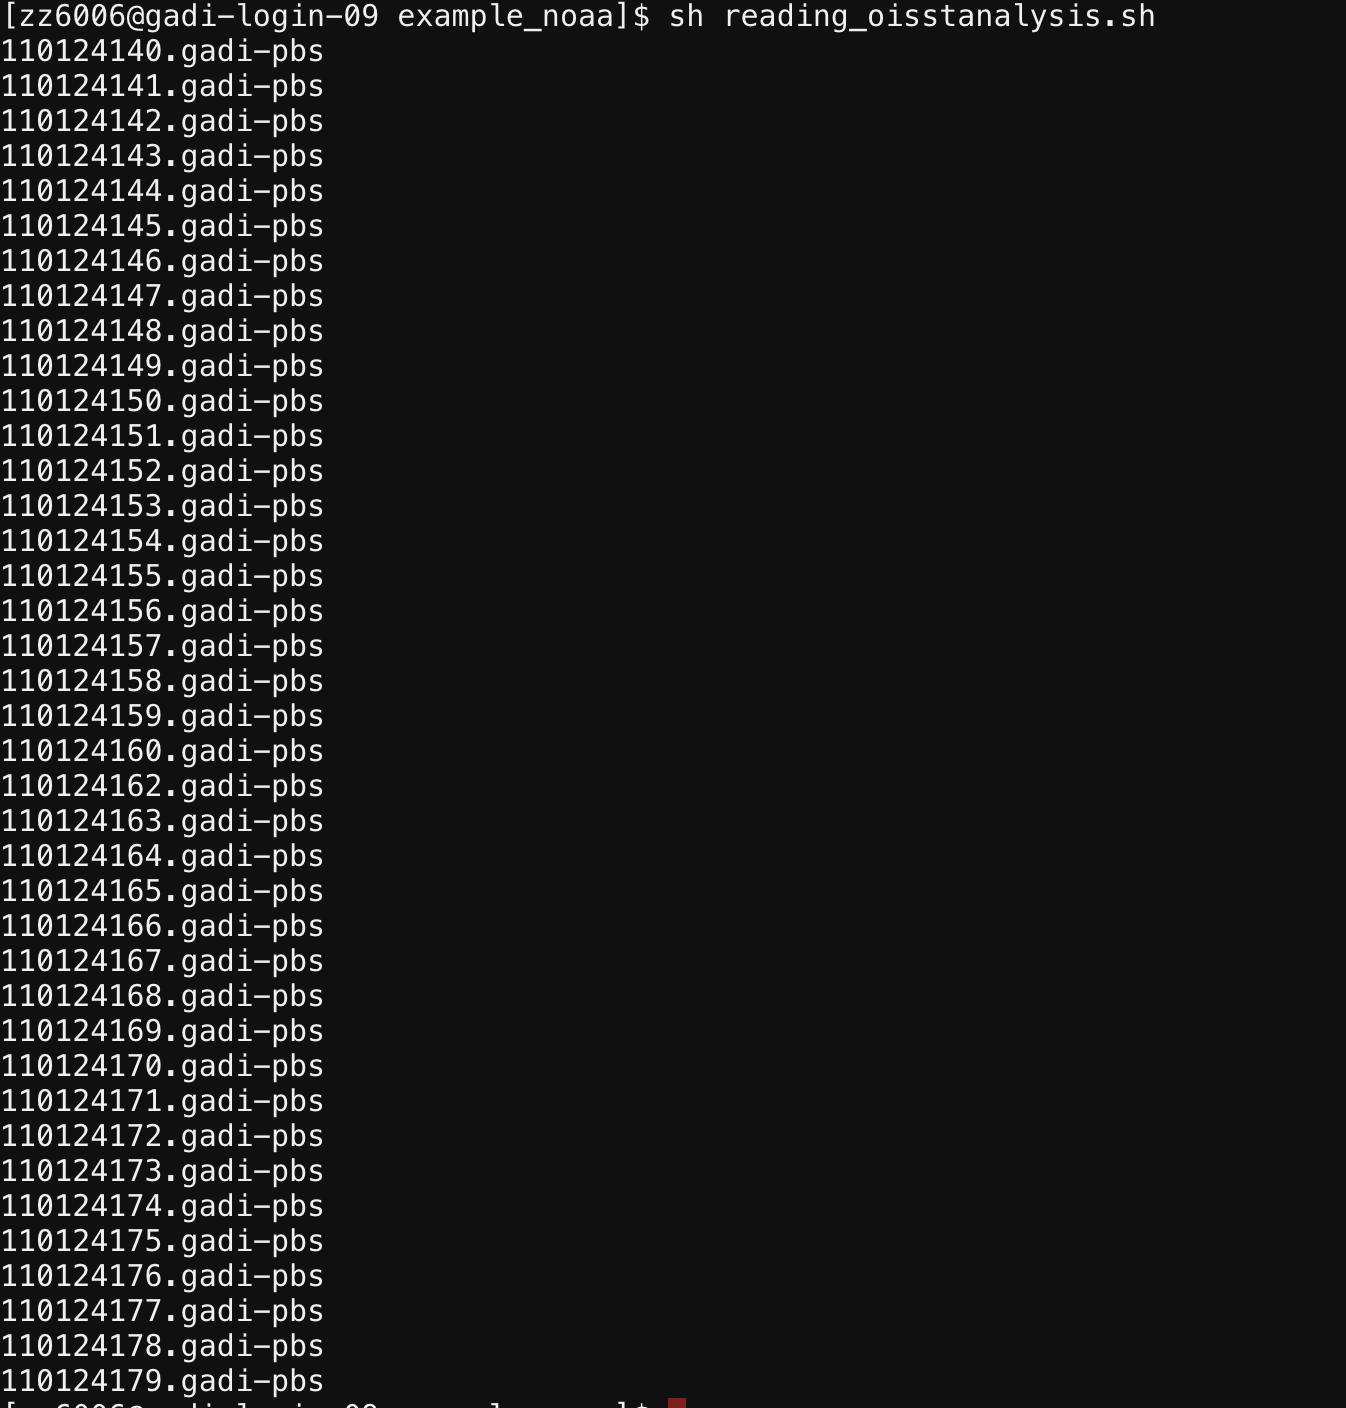 [zz6006@gadi-login-09 example_noaa]$ sh reading_oisstanalysis.sh
110124140.gadi-pbs
110124141.gadi-pbs
110124142.gadi-pbs
110124143.gadi-pbs
110124144.gadi-pbs
110124145.gadi-pbs
110124146.gadi-pbs
110124147.gadi-pbs
110124148.gadi-pbs
110124149.gadi-pbs
110124150.gadi-pbs
110124151.gadi-pbs
110124152.gadi-pbs
110124153.gadi-pbs
110124154.gadi-pbs
110124155.gadi-pbs
110124156.gadi-pbs
110124157.gadi-pbs
110124158.gadi-pbs
110124159.gadi-pbs
110124160.gadi-pbs
110124162.gadi-pbs
110124163.gadi-pbs
110124164.gadi-pbs
110124165.gadi-pbs
110124166.gadi-pbs
110124167.gadi-pbs
110124168.gadi-pbs
110124169.gadi-pbs
110124170.gadi-pbs
110124171.gadi-pbs
110124172.gadi-pbs
110124173.gadi-pbs
110124174.gadi-pbs
110124175.gadi-pbs
110124176.gadi-pbs
110124177.gadi-pbs
110124178.gadi-pbs
110124179.gadi-pbs